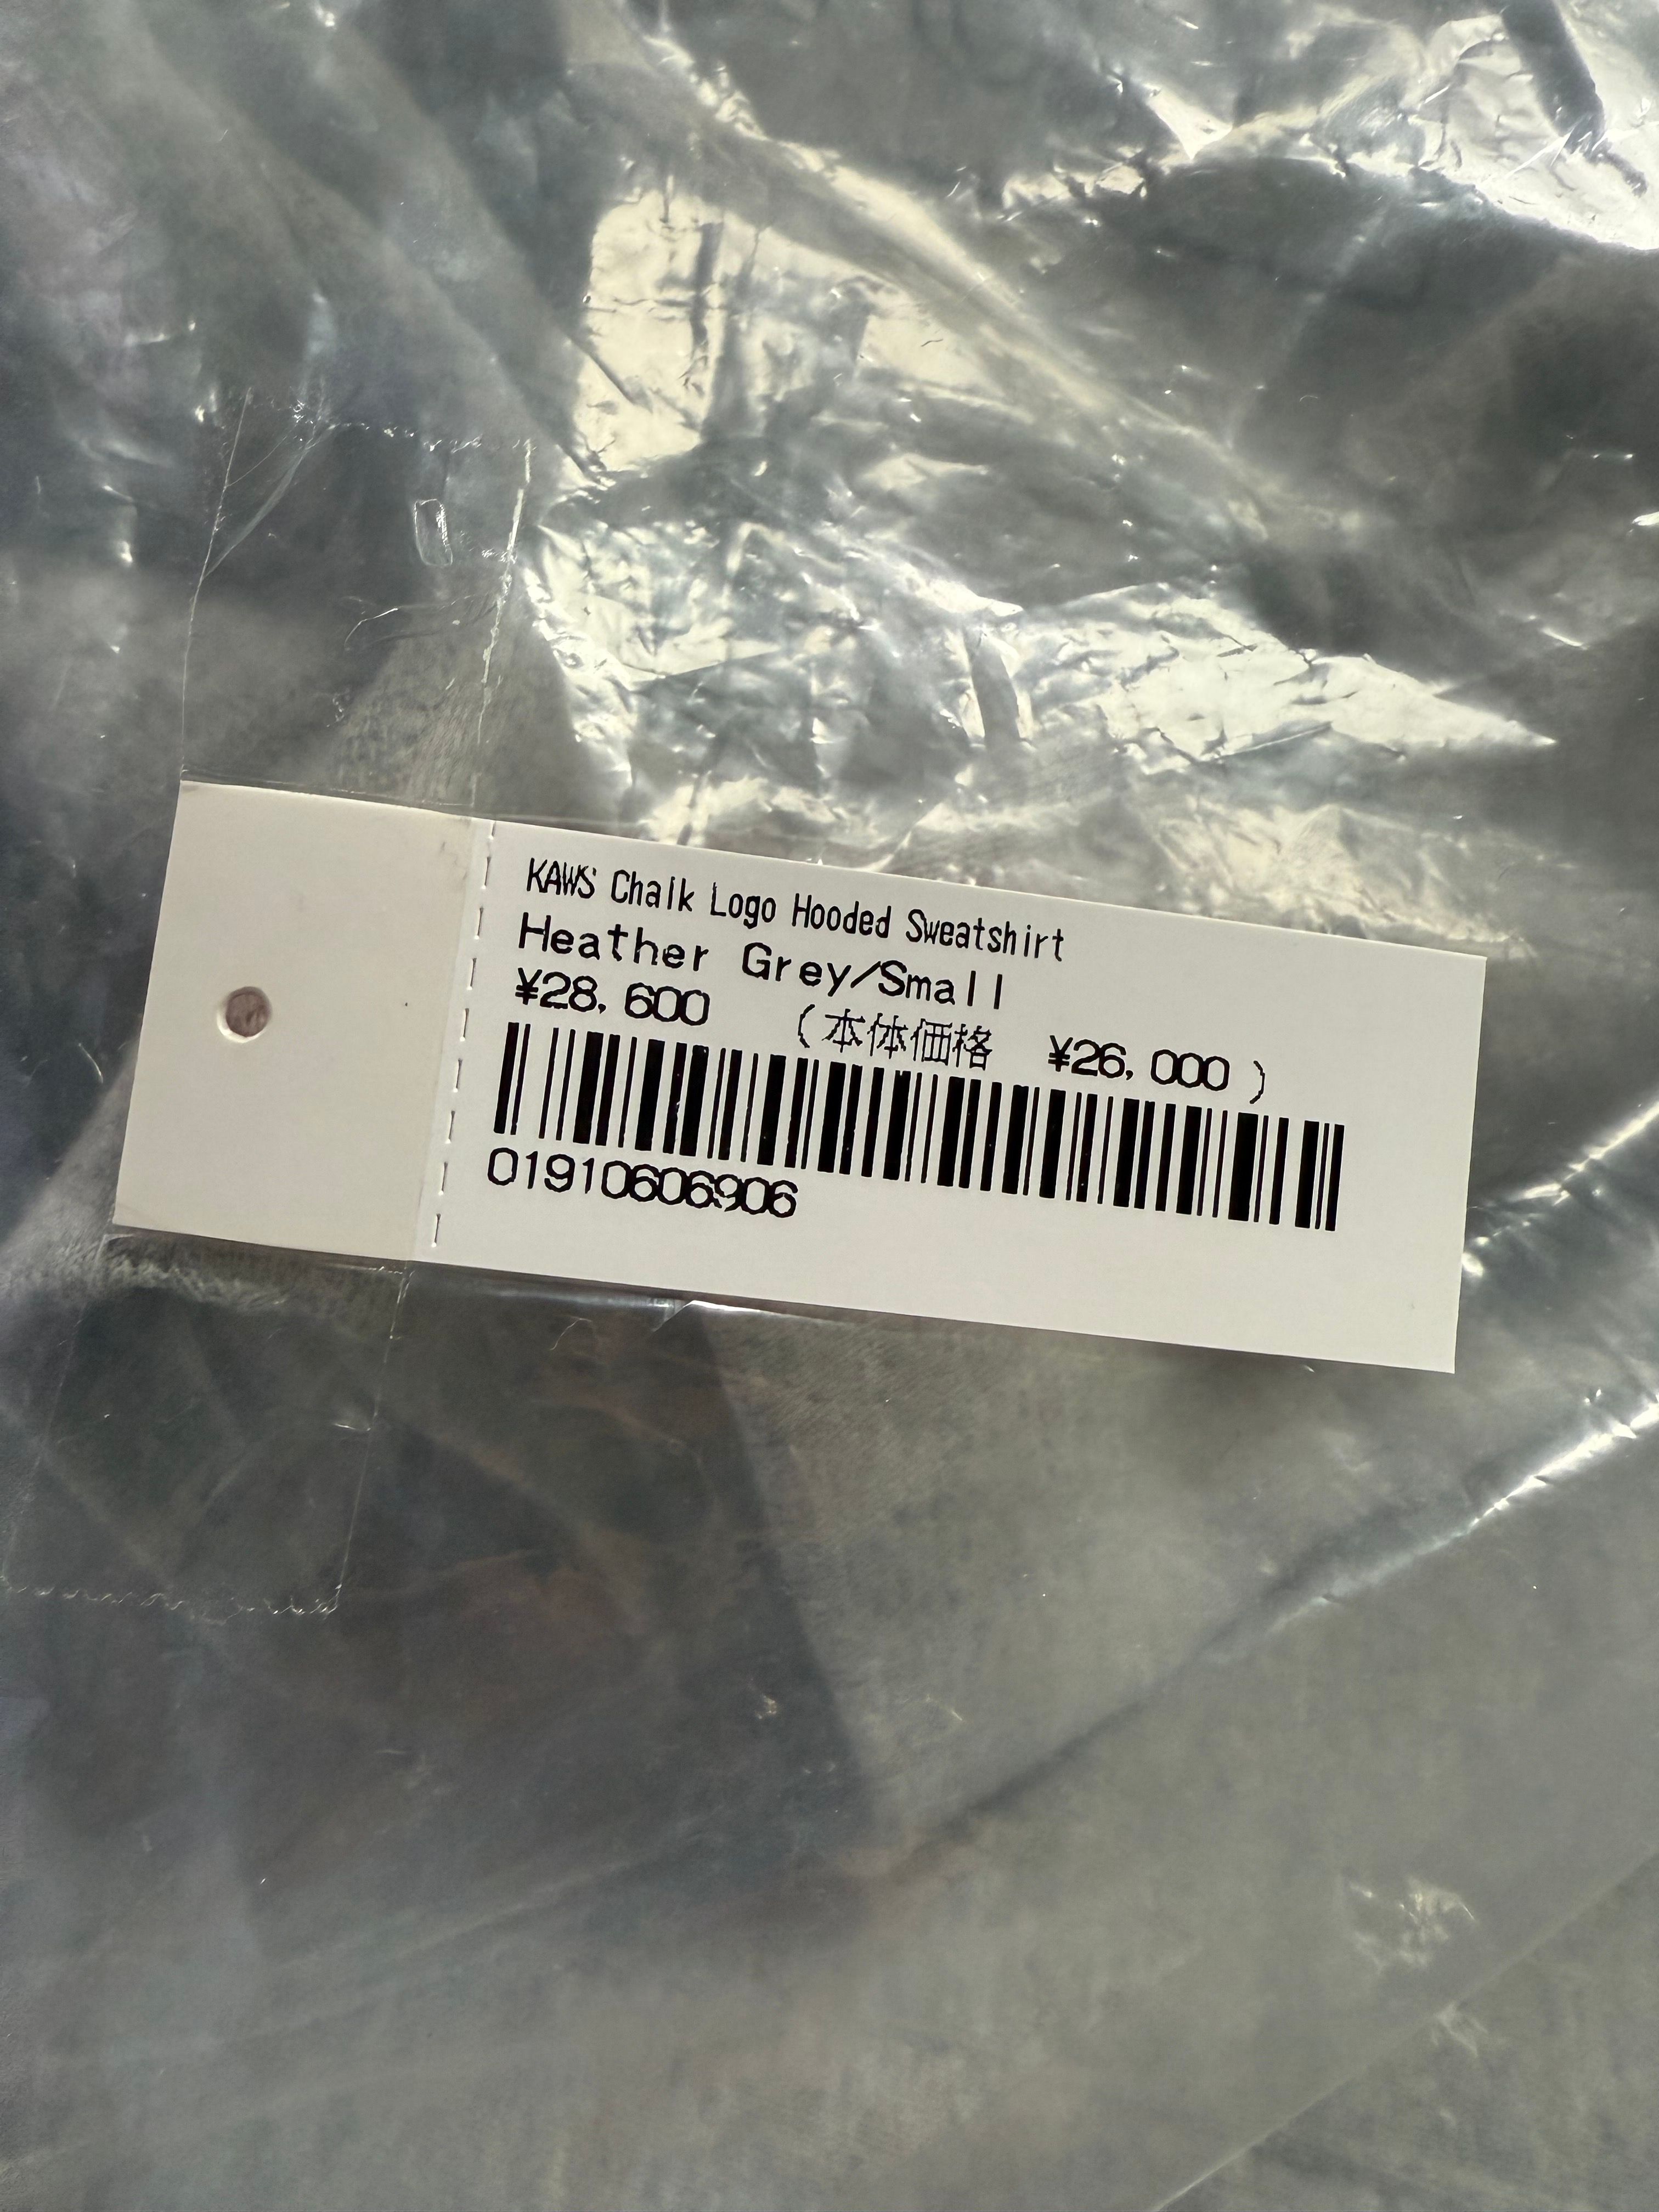 KAWS Chalk Logo Hooded Sweatshirt
Heather Grey/Small
¥28,600 (本体価格 ¥26,000)
01910606906